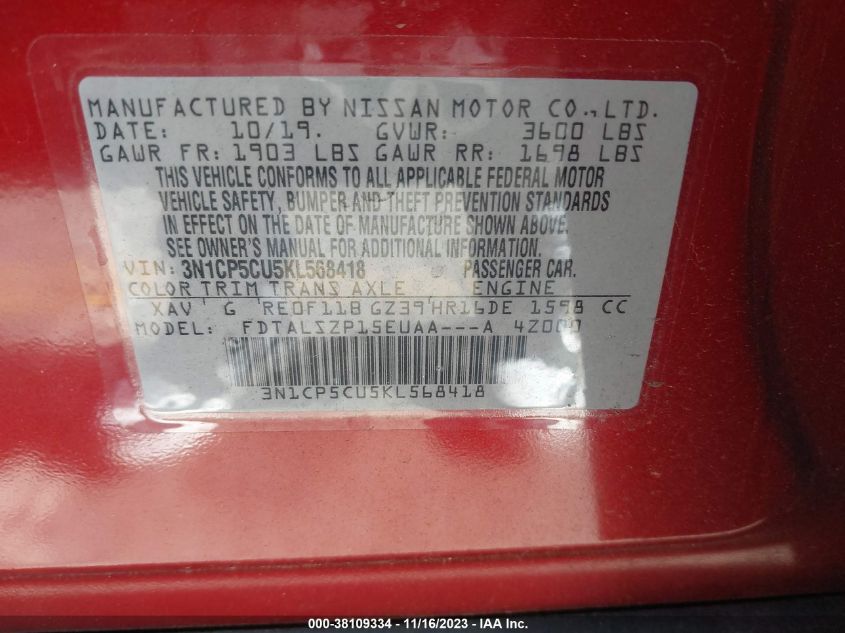 MANUFACTURED BY NISSAN MOTOR CO.,LTD.
DATE: 10/19. GVWR: 3600 LBS
GAWR FR: 1903 LBS GAWR RR: 1698 LBS
THIS VEHICLE CONFORMS TO ALL APPLICABLE FEDERAL MOTOR
VEHICLE SAFETY, BUMPER AND THEFT PREVENTION STANDARDS
IN EFFECT ON THE DATE OF MANUFACTURE SHOWN ABOVE.
SEE OWNER'S MANUAL FOR ADDITIONAL INFORMATION.
VIN: 3N1CP5CU5KL568418 PASSENGER CAR.
COLOR TRIM TRANS AXLE ENGINE
XAV G RE0F11B GZ39 HR16DE 1598 CC
MODEL: FDTALSZP15EUAA---A 4Z000
3N1CP5CU5KL568418
000-38109334 - 11/16/2023 - IAA Inc.